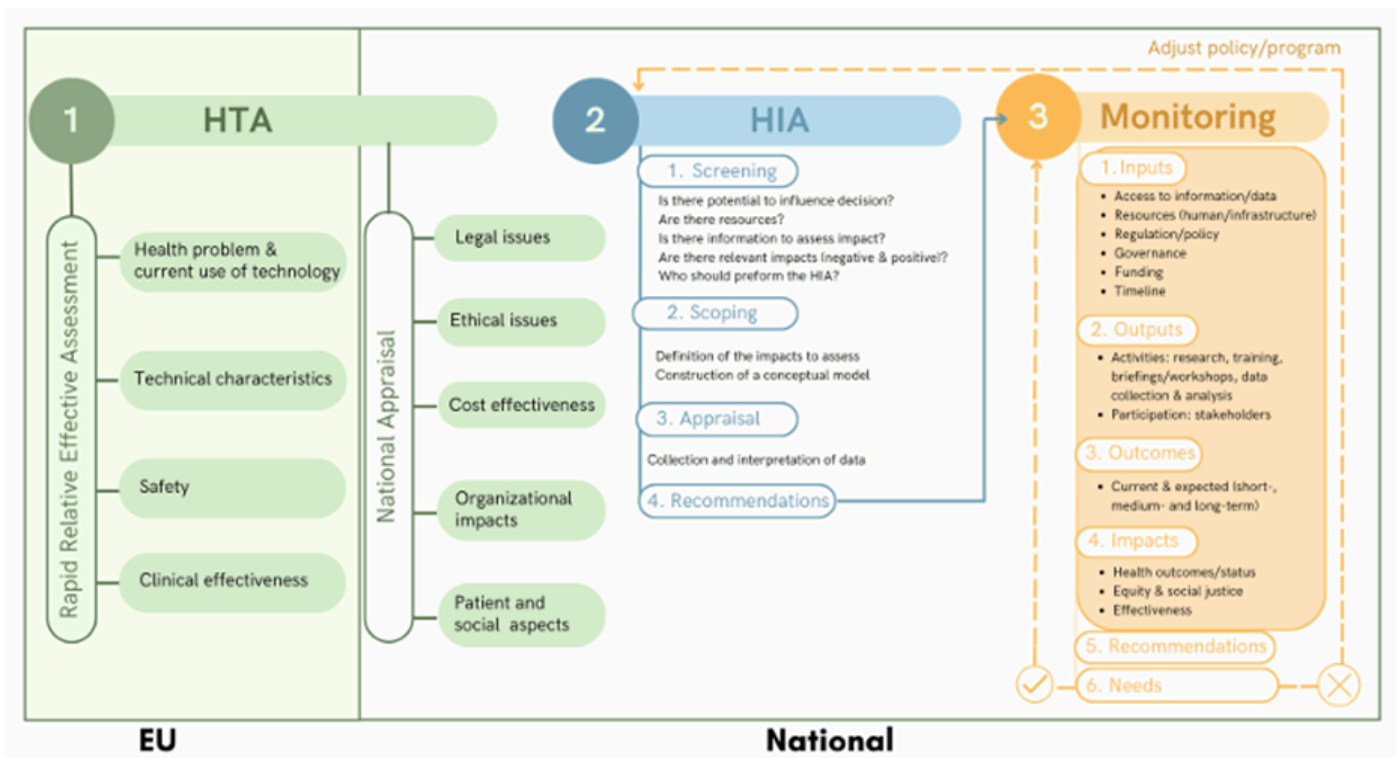 Adjust policy/program
1
HTA
2
HIA
3
Monitoring
Rapid Relative Effective Assessment
Health problem &
current use of technology
Technical characteristics
Safety
Clinical effectiveness
National Appraisal
Legal issues
Ethical issues
Cost effectiveness
Organizational
impacts
Patient and
social aspects
1. Screening
Is there potential to influence decision?
Are there resources?
Is there information to assess impact?
Are there relevant impacts (negative & positive)?
Who should preform the HIA?
2. Scoping
Definition of the impacts to assess
Construction of a conceptual model
3. Appraisal
Collection and interpretation of data
4. Recommendations
1. Inputs
• Access to information/data
• Resources (human/infrastructure)
• Regulation/policy
• Governance
• Funding
• Timeline
2. Outputs
• Activities: research, training,
briefings/workshops, data
collection & analysis
• Participation: stakeholders
3. Outcomes
• Current & expected (short-,
medium- and long-term)
4. Impacts
• Health outcomes/status
• Equity & social justice
• Effectiveness
5. Recommendations
6. Needs
EU
National